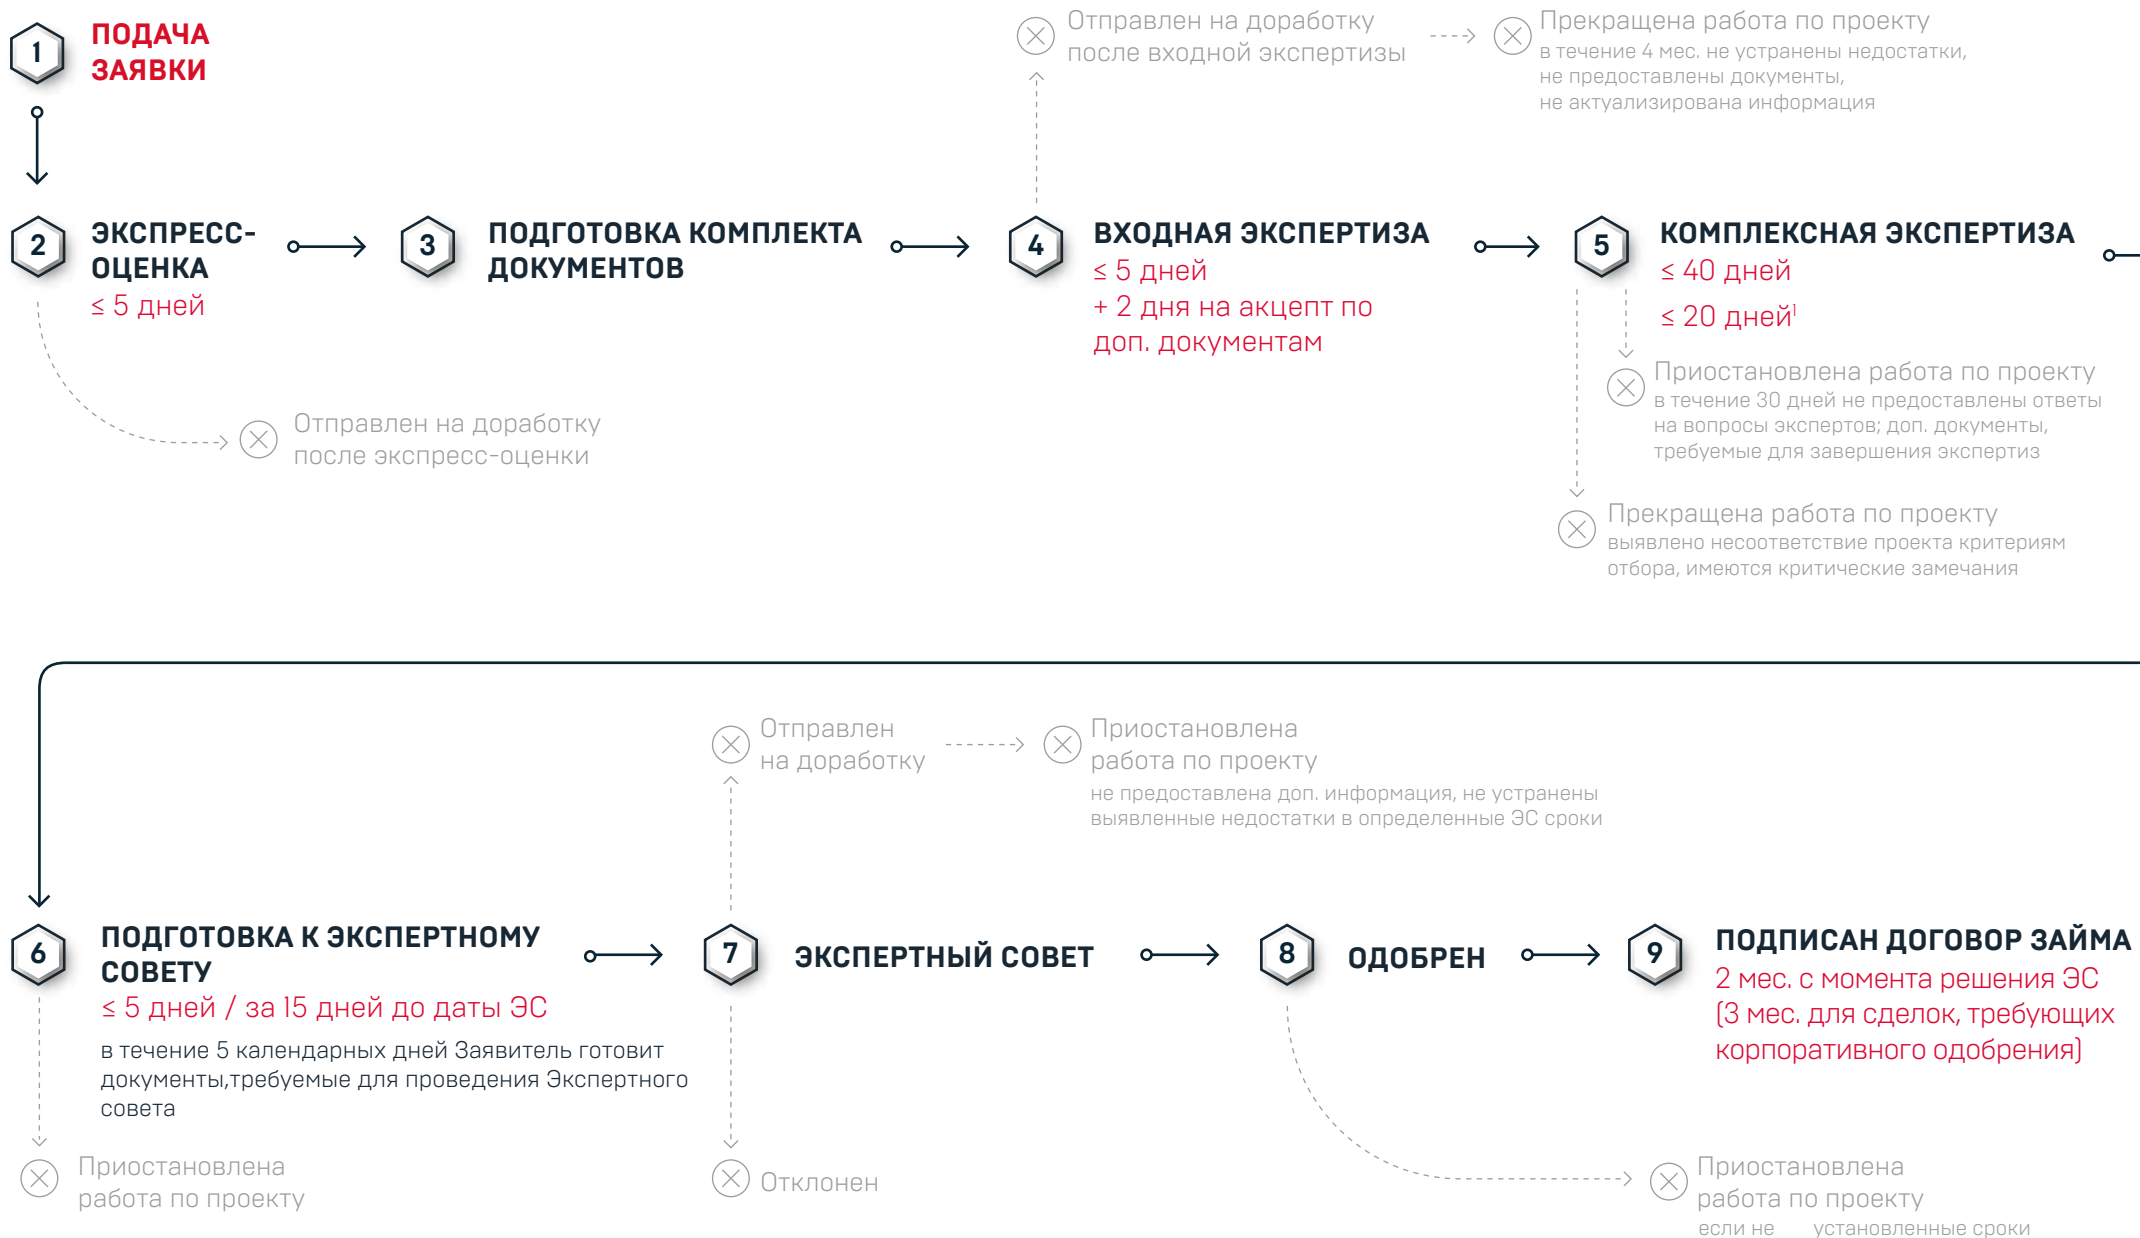 1
ПОДАЧА
ЗАЯВКИ
Отправлен на доработку
после входной экспертизы
Прекращена работа по проекту
в течение 4 мес. не устранены недостатки,
не предоставлены документы,
не актуализирована информация
2
ЭКСПРЕСС-
ОЦЕНКА
≤ 5 дней
3
ПОДГОТОВКА КОМПЛЕКТА
ДОКУМЕНТОВ
4
ВХОДНАЯ ЭКСПЕРТИЗА
≤ 5 дней
+ 2 дня на акцепт по
доп. документам
5
КОМПЛЕКСНАЯ ЭКСПЕРТИЗА
≤ 40 дней
≤ 20 дней¹
Отправлен на доработку
после экспресс-оценки
Приостановлена работа по проекту
в течение 30 дней не предоставлены ответы
на вопросы экспертов; доп. документы,
требуемые для завершения экспертиз
Прекращена работа по проекту
выявлено несоответствие проекта критериям
отбора, имеются критические замечания
Отправлен
на доработку
Приостановлена
работа по проекту
не предоставлена доп. информация, не устранены
выявленные недостатки в определенные ЭС сроки
6
ПОДГОТОВКА К ЭКСПЕРТНОМУ
СОВЕТУ
≤ 5 дней / за 15 дней до даты ЭС
в течение 5 календарных дней Заявитель готовит
документы,требуемые для проведения Экспертного
совета
7
ЭКСПЕРТНЫЙ СОВЕТ
8
ОДОБРЕН
9
ПОДПИСАН ДОГОВОР ЗАЙМА
2 мес. с момента решения ЭС
(3 мес. для сделок, требующих
корпоративного одобрения)
Приостановлена
работа по проекту
Отклонен
Приостановлена
работа по проекту
если не установленные сроки